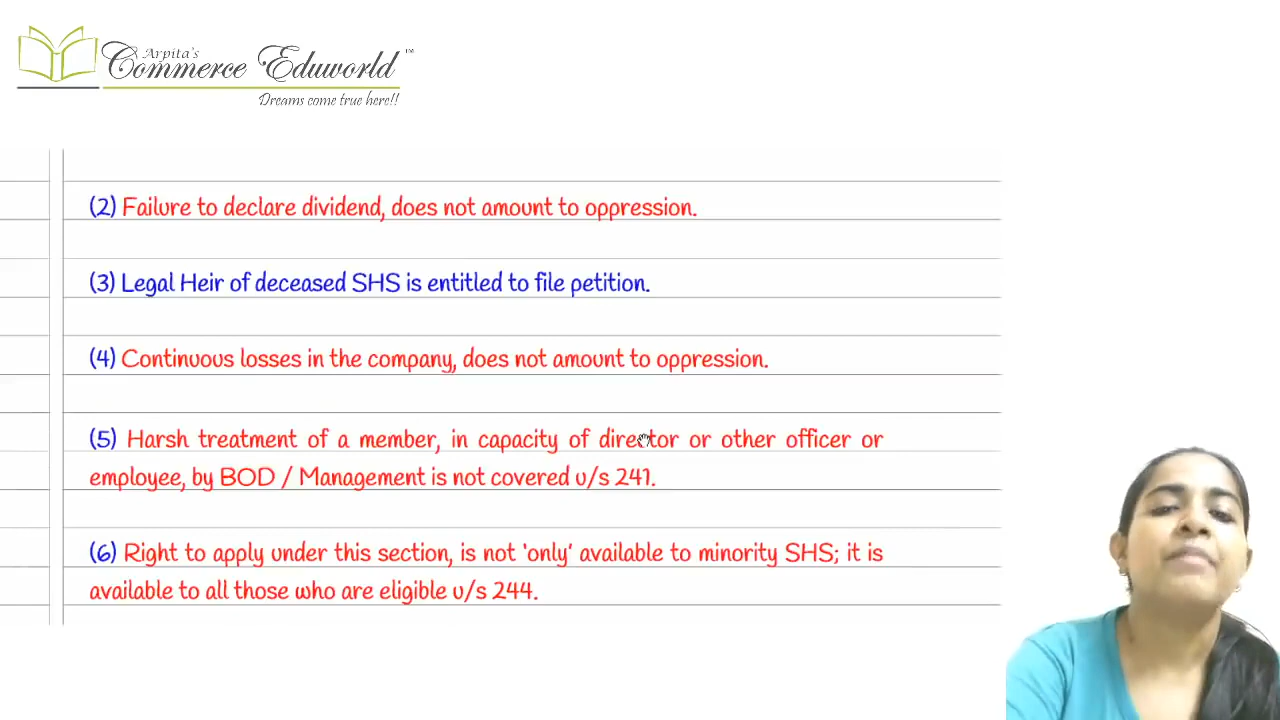 Arpita's
Commerce Eduworld™
Dreams come true here!!
(2) Failure to declare dividend, does not amount to oppression.
(3) Legal Heir of deceased SHS is entitled to file petition.
(4) Continuous losses in the company, does not amount to oppression.
(5) Harsh treatment of a member, in capacity of director or other officer or
employee, by BOD / Management is not covered u/s 241.
(6) Right to apply under this section, is not 'only' available to minority SHS; it is
available to all those who are eligible u/s 244.